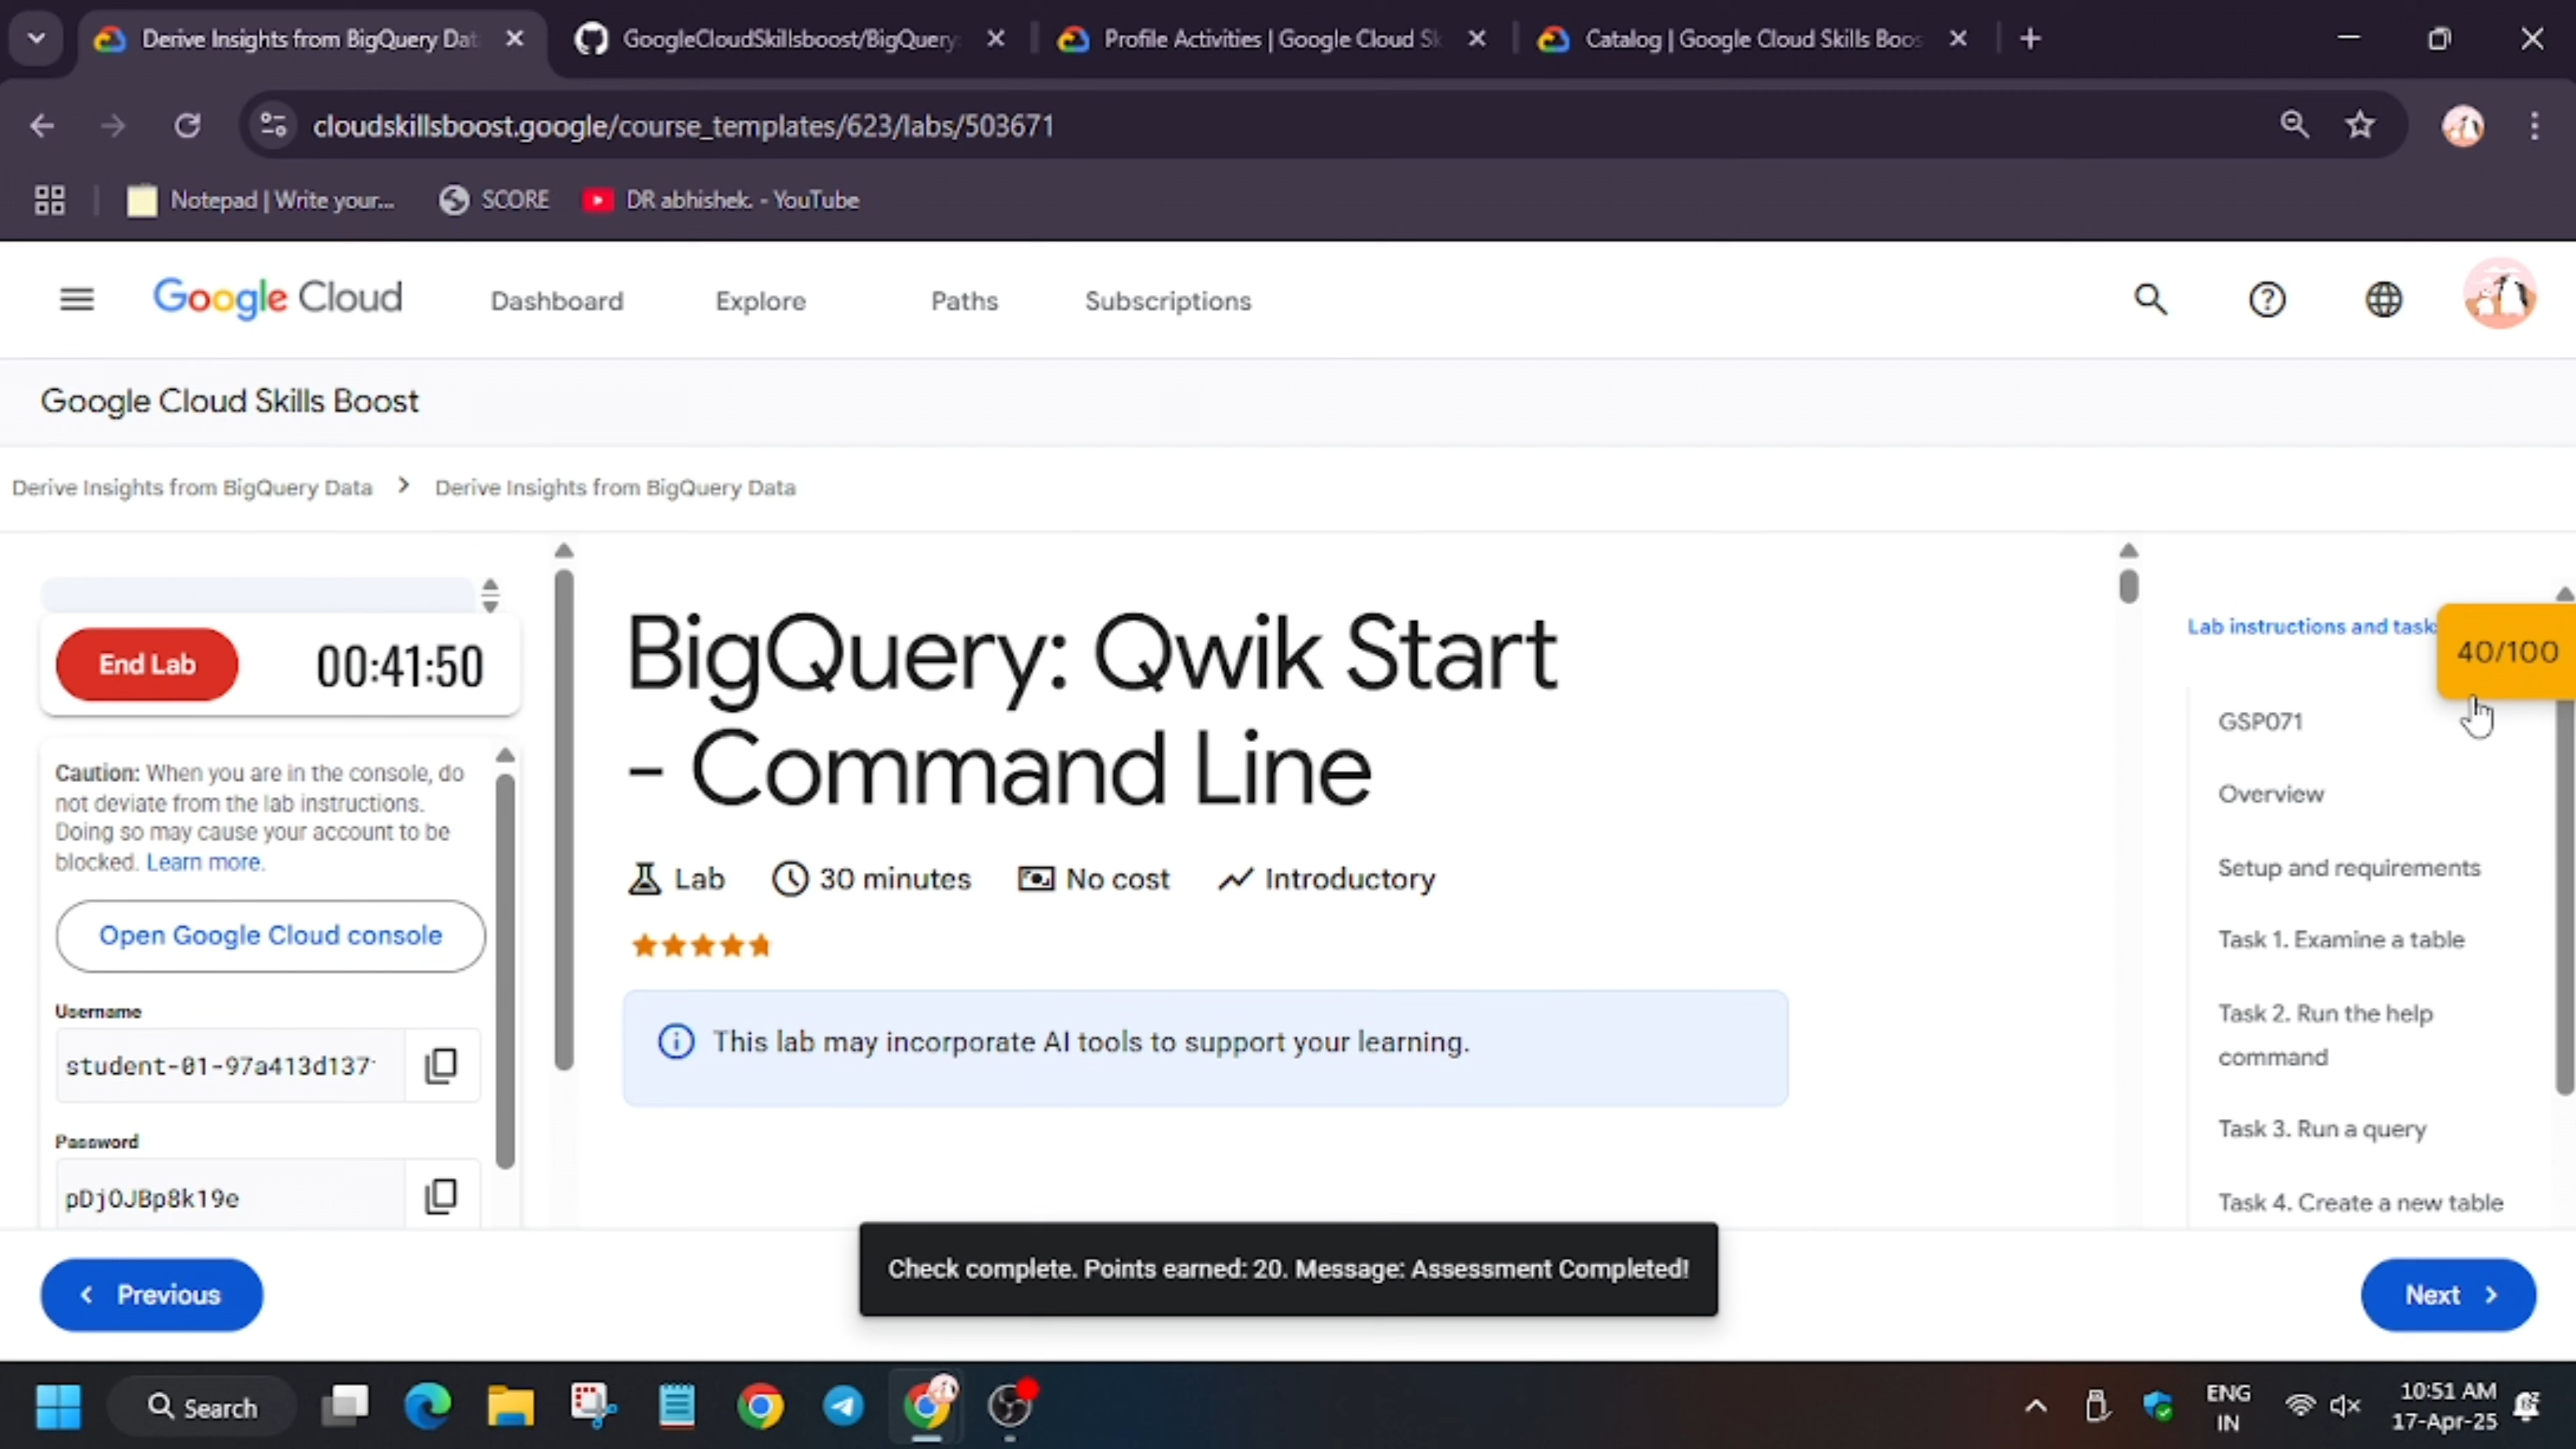 Derive Insights from BigQuery Dat
GoogleCloudSkillsboost/BigQuery
Profile Activities | Google Cloud Sk
Catalog | Google Cloud Skills Boos
cloudskillsboost.google/course_templates/623/labs/503671
Notepad | Write your...
SCORE
DR abhishek. - YouTube
Google Cloud
Dashboard
Explore
Paths
Subscriptions
Google Cloud Skills Boost
Derive Insights from BigQuery Data > Derive Insights from BigQuery Data
End Lab
00:41:50
Caution: When you are in the console, do
not deviate from the lab instructions.
Doing so may cause your account to be
blocked. Learn more.
Open Google Cloud console
Username
student-01-97a413d137
Password
pDjOJBp8k19e
BigQuery: Qwik Start
- Command Line
Lab
30 minutes
No cost
Introductory
This lab may incorporate AI tools to support your learning.
Lab instructions and task
40/100
GSP071
Overview
Setup and requirements
Task 1. Examine a table
Task 2. Run the help
command
Task 3. Run a query
Task 4. Create a new table
Previous
Check complete. Points earned: 20. Message: Assessment Completed!
Next
Search
ENG
IN
10:51 AM
17-Apr-25